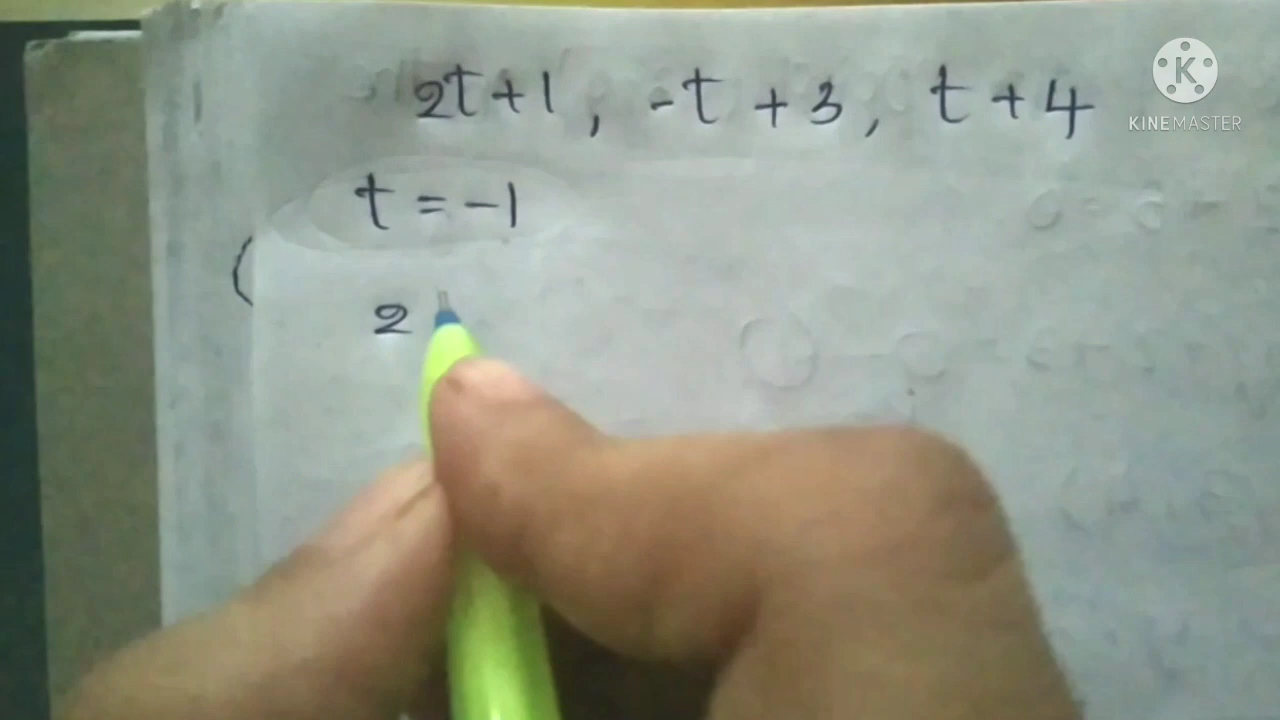 2t+1, -t+3, t+4
K
KINEMASTER
t = -1
(
2